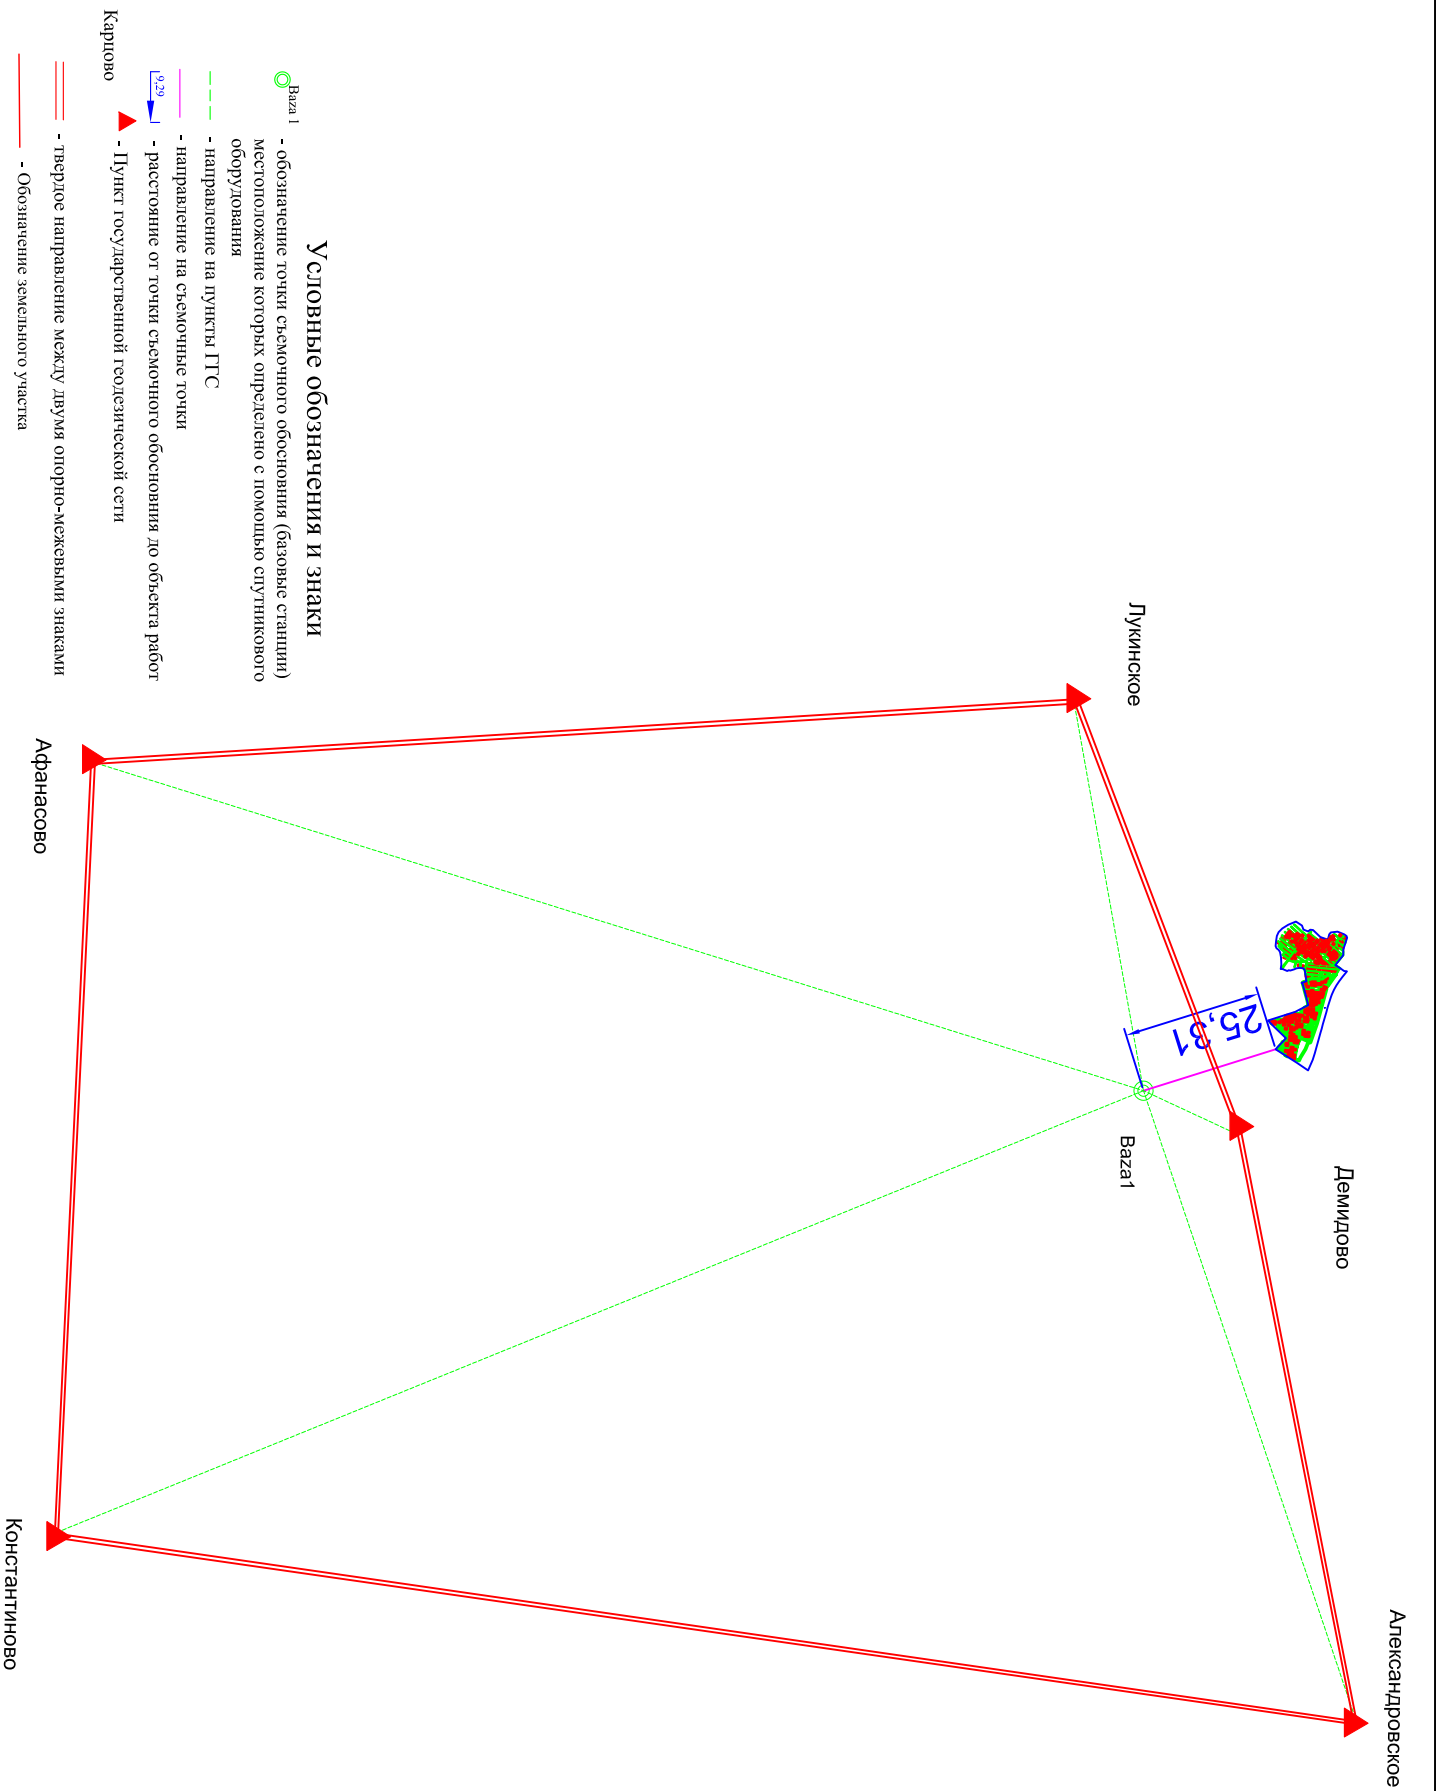 Александровское
Демидово
25,31
Baza1
Лукинское
Константиново
Афанасово
Условные обозначения и знаки
Baza 1
- обозначение точки съемочного обосновния (базовые станции)
местоположение которых определено с помощью спутникового
оборудования
- направление на пункты ГГС
- направление на съемочные точки
9,29
- расстояние от точки съемочного обосновния до объекта работ
Карцово
- Пункт государственной геодезической сети
- твердое направление между двумя опорно-межевыми знаками
- Обозначение земельного участка